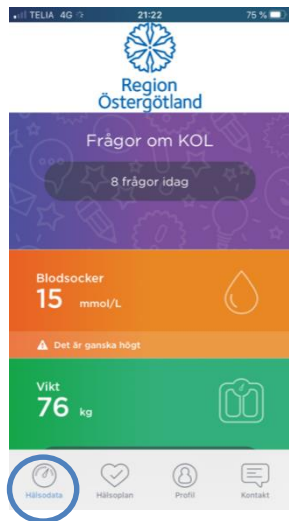 TELIA 4G 21:22 75 %
Region
Östergötland
Frågor om KOL
8 frågor idag
Blodsocker
15 mmol/L
Det är ganska högt
Vikt
76 kg
Hälsodata Hälsoplan Profil Kontakt